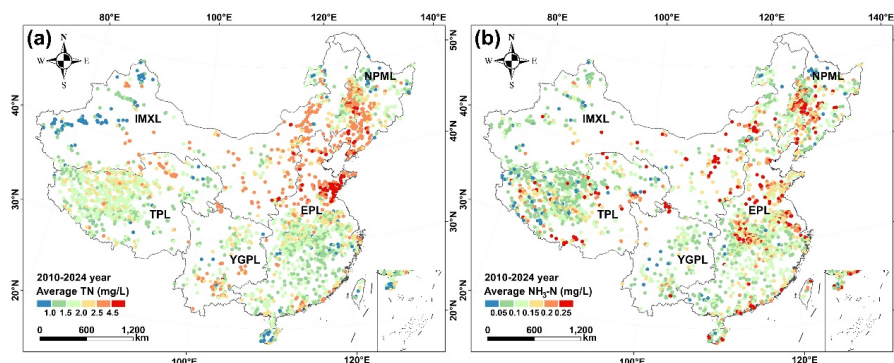 80°E 100°E 120°E 140°E
(a)
N
W E
S
50°N
40°N
40°N
30°N
30°N
20°N
20°N
NPML
IMXL
TPL
EPL
YGPL
2010-2024 year
Average TN (mg/L)
1.0 1.5 2.0 2.5 4.5
0 600 1,200
km
100°E 120°E
80°E 100°E 120°E 140°E
(b)
N
W E
S
50°N
40°N
40°N
30°N
30°N
20°N
20°N
NPML
IMXL
TPL
EPL
YGPL
2010-2024 year
Average NH₃-N (mg/L)
0.05 0.1 0.15 0.2 0.25
0 600 1,200
km
100°E 120°E